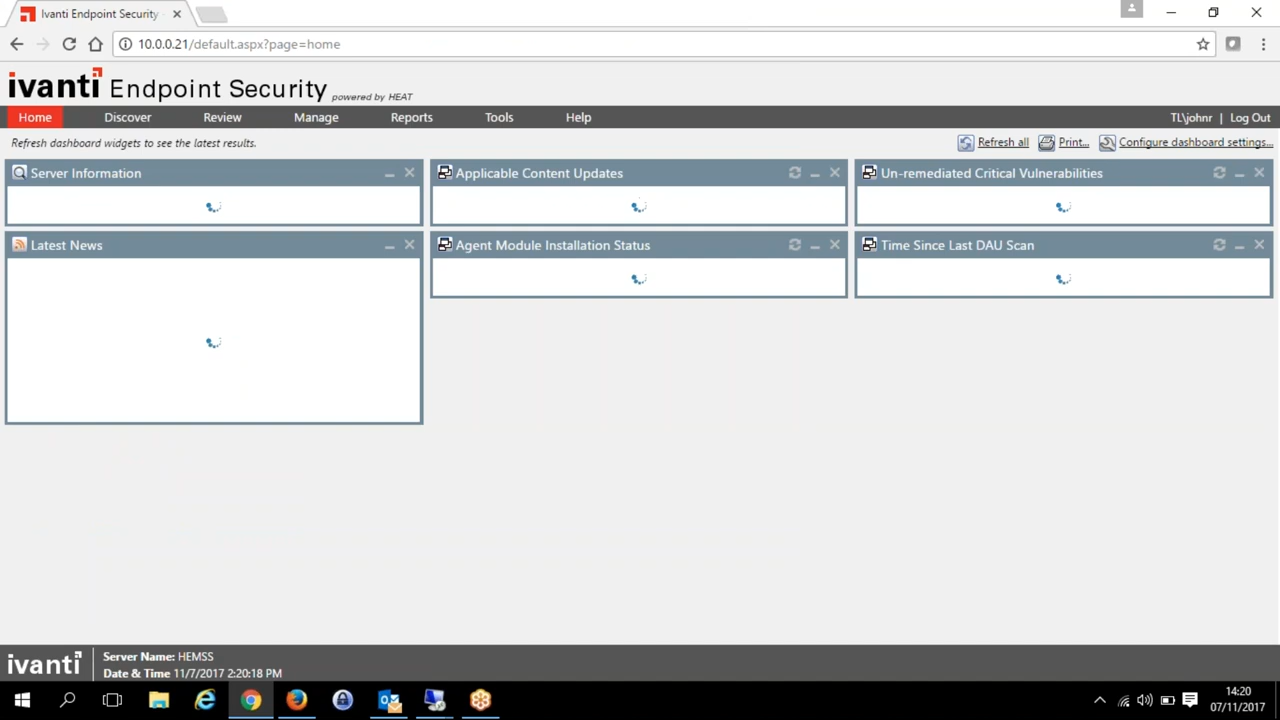 Ivanti Endpoint Security
10.0.0.21/default.aspx?page=home
ivanti Endpoint Security powered by HEAT
Home Discover Review Manage Reports Tools Help TL\johnr | Log Out
Refresh dashboard widgets to see the latest results. Refresh all Print... Configure dashboard settings...
Server Information Applicable Content Updates Un-remediated Critical Vulnerabilities
Latest News Agent Module Installation Status Time Since Last DAU Scan
ivanti Server Name: HEMSS
Date & Time 11/7/2017 2:20:18 PM
14:20
07/11/2017